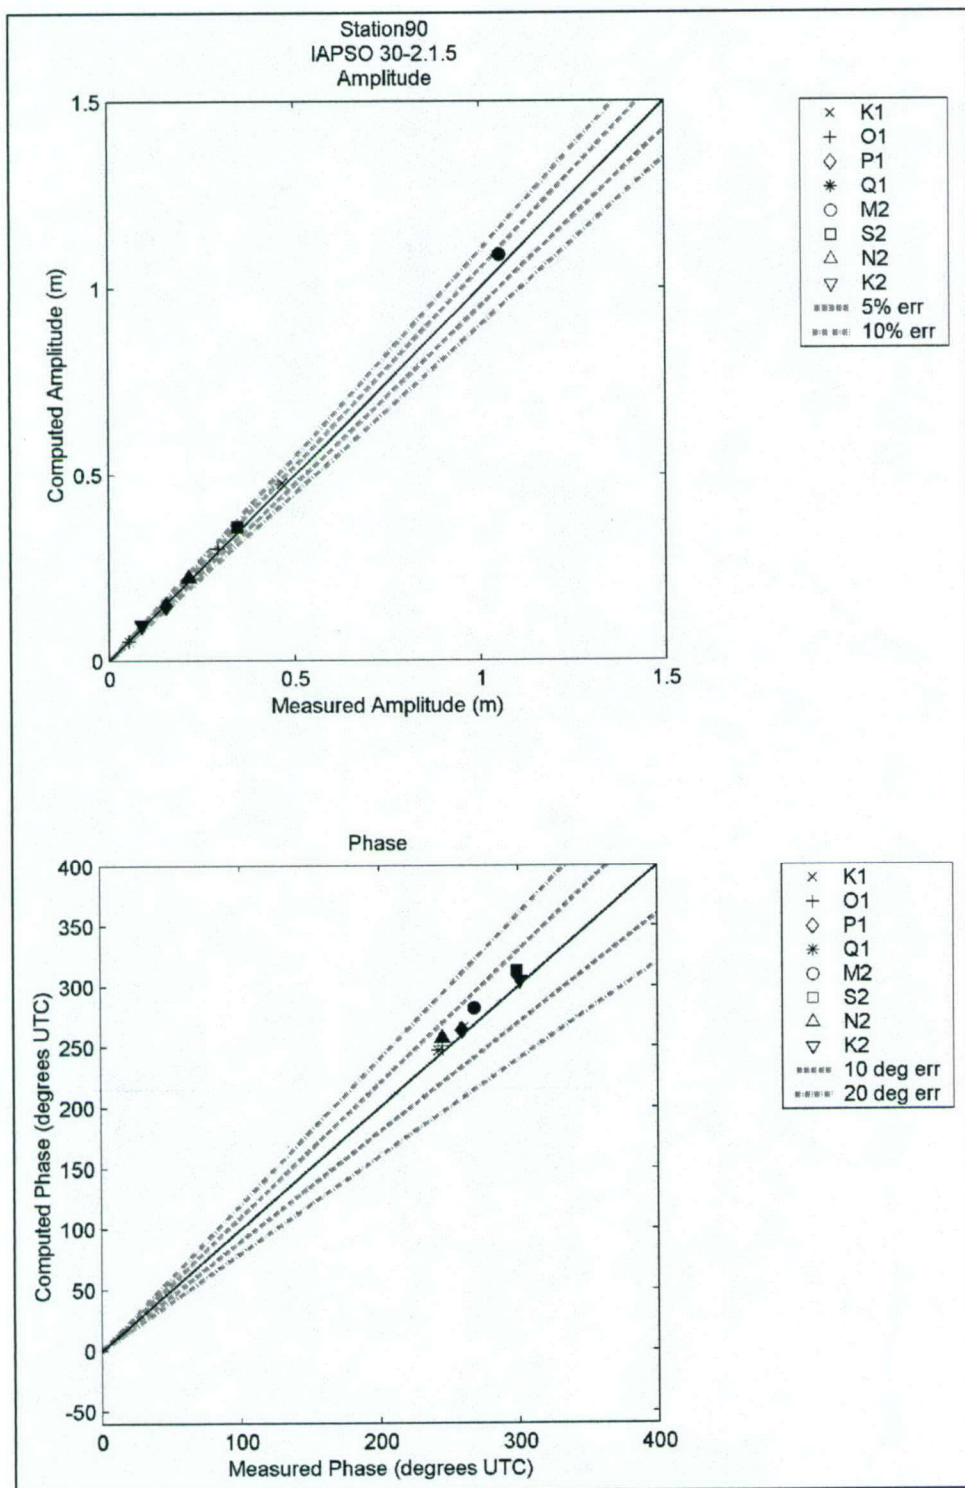 Station90
IAPSO 30-2.1.5
Amplitude
1.5
1
0.5
0
0
0.5
1
1.5
Computed Amplitude (m)
Measured Amplitude (m)
K1
O1
P1
Q1
M2
S2
N2
K2
5% err
10% err
Phase
400
350
300
250
200
150
100
50
0
-50
0
100
200
300
400
Computed Phase (degrees UTC)
Measured Phase (degrees UTC)
K1
O1
P1
Q1
M2
S2
N2
K2
10 deg err
20 deg err